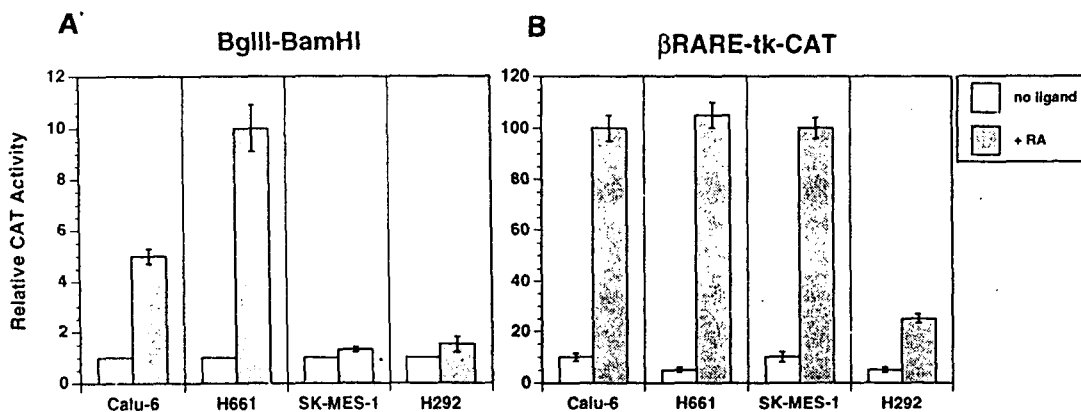 A
BglII-BamHI
Relative CAT Activity
12
10
8
6
4
2
0
Calu-6
H661
SK-MES-1
H292
B
βRARE-tk-CAT
120
100
80
60
40
20
0
Calu-6
H661
SK-MES-1
H292
no ligand
+ RA